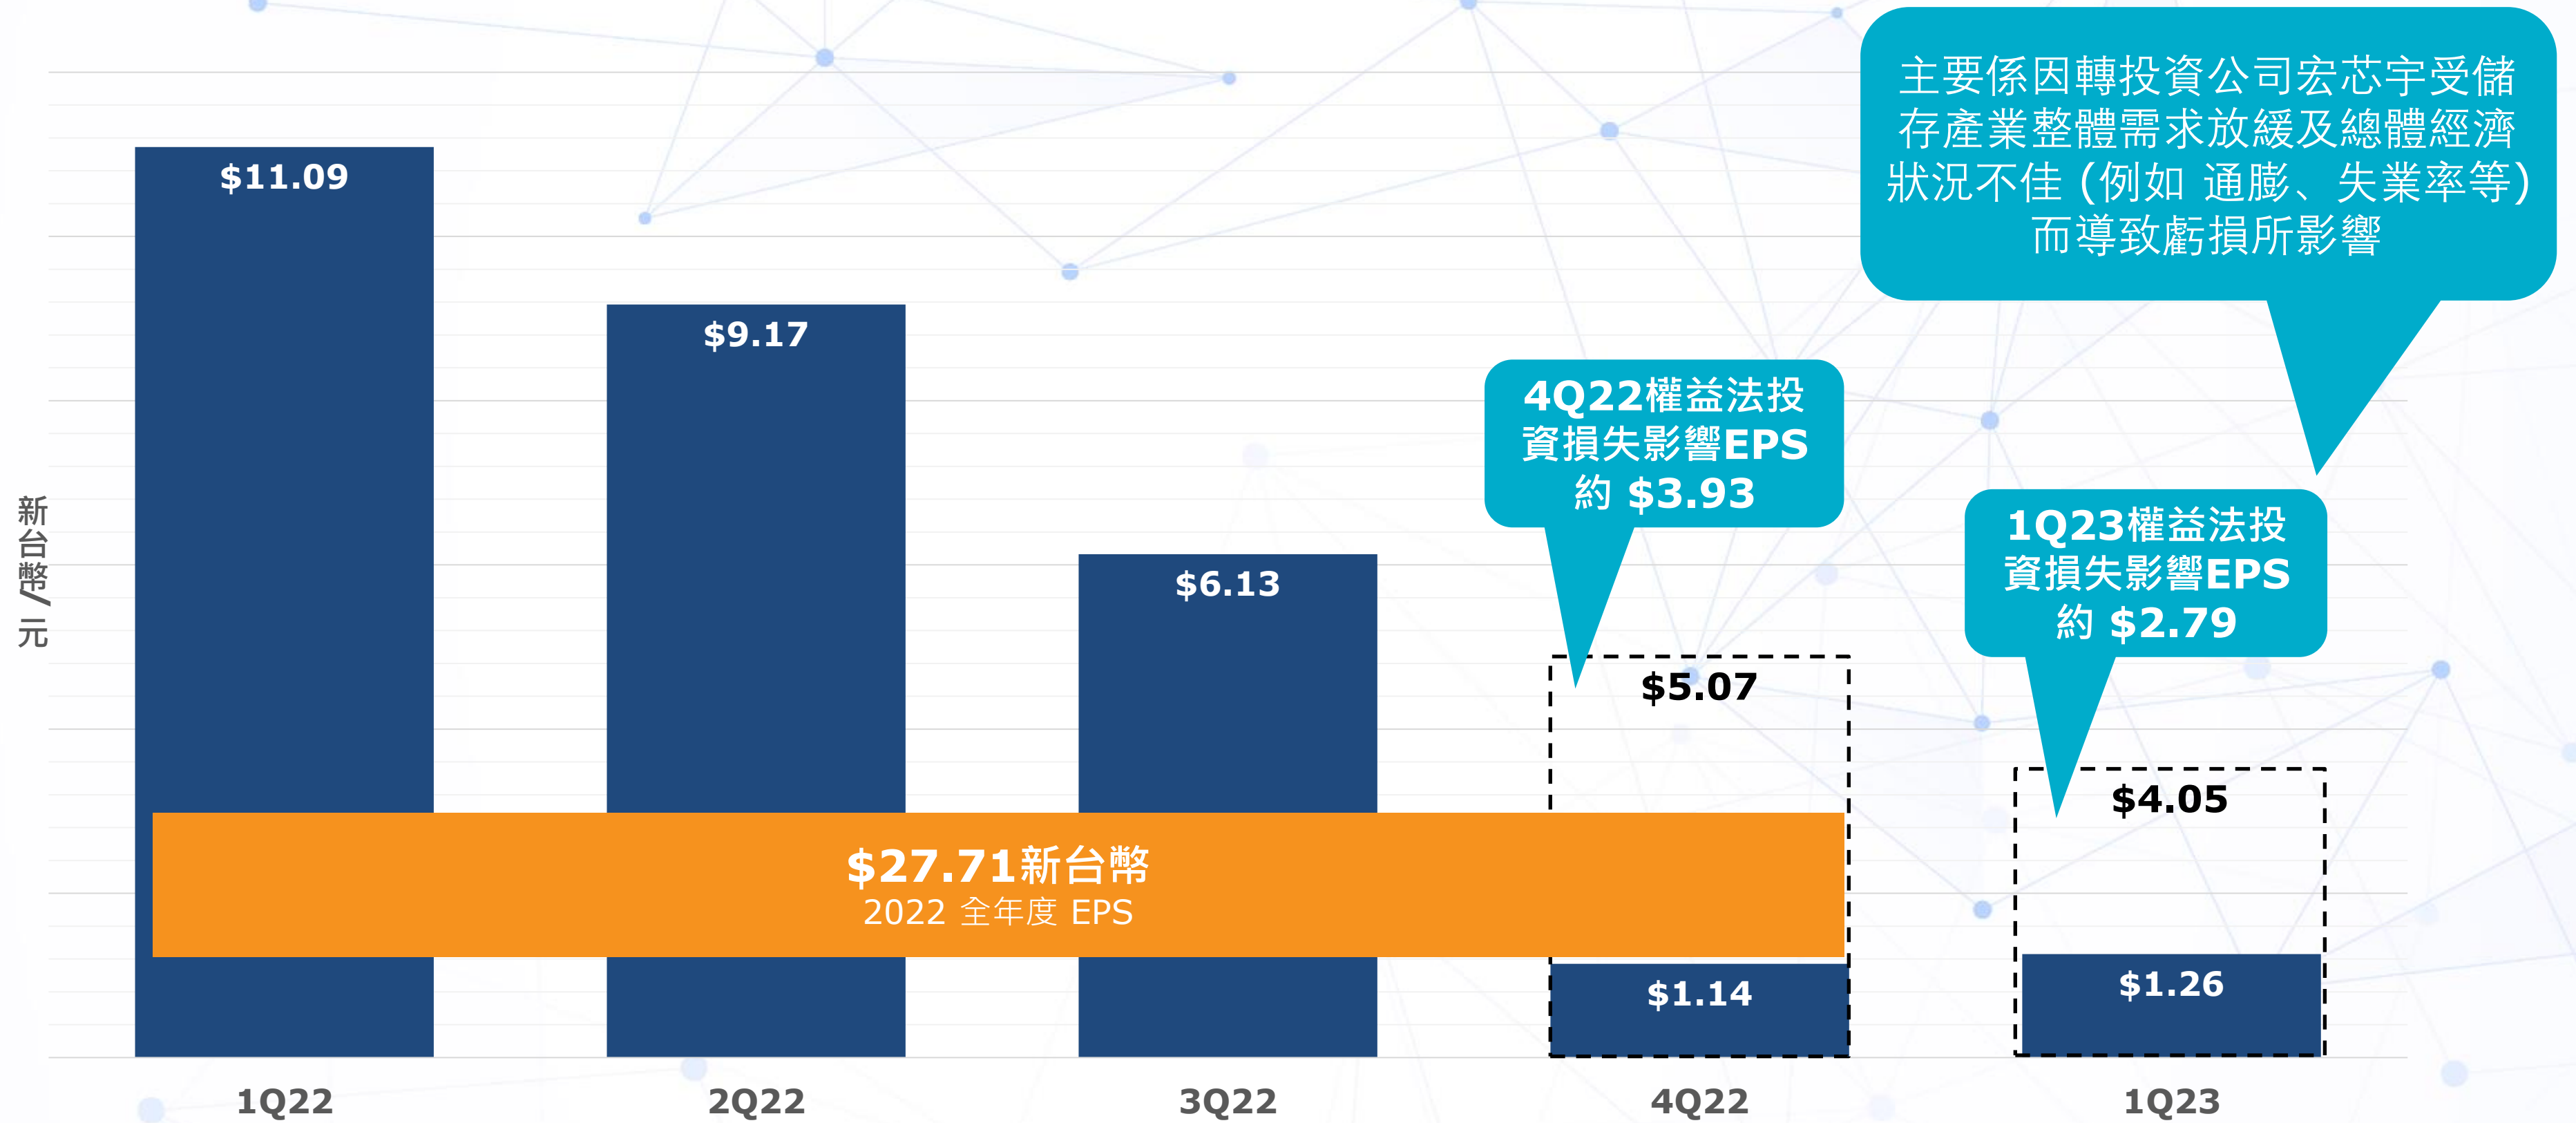 主要係因轉投資公司宏芯宇受儲
存產業整體需求放緩及總體經濟
狀況不佳 (例如 通膨、失業率等)
而導致虧損所影響
$11.09
$9.17
4Q22權益法投
資損失影響EPS
約 $3.93
1Q23權益法投
資損失影響EPS
約 $2.79
新台幣/元
$6.13
$5.07
$4.05
$27.71新台幣
2022 全年度 EPS
$1.14
$1.26
1Q22
2Q22
3Q22
4Q22
1Q23